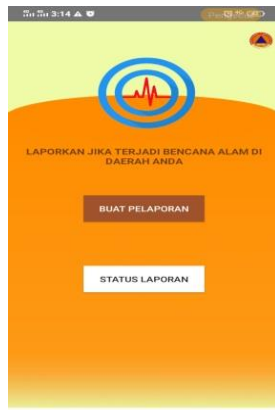 3:14
LAPORKAN JIKA TERJADI BENCANA ALAM DI
DAERAH ANDA
BUAT PELAPORAN
STATUS LAPORAN